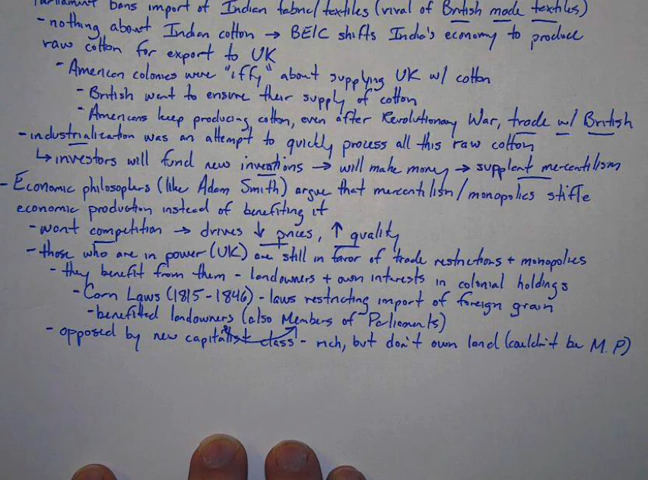 Parliament bans import of Indian fabric/textiles (rival of British made textiles)
- nothing about Indian cotton → BEIC shifts India's economy to produce
raw cotton for export to UK
- American colonies were "iffy" about supplying UK w/ cotton
- British want to ensure their supply of cotton
- Americans keep producing cotton, even after Revolutionary War, trade w/ British
- industrialization was an attempt to quickly process all this raw cotton
↳ investors will fund new inventions → will make money → supplant mercantilism
- Economic philosophers (like Adam Smith) argue that mercantilism/monopolies stifle
economic production instead of benefiting it
- want competition → drives ↓ prices, ↑ quality
- those who are in power (UK) are still in favor of trade restrictions + monopolies
- they benefit from them - landowners + own interests in colonial holdings
- Corn Laws (1815-1846) - laws restricting import of foreign grain
- benefitted landowners (also Members of Parliaments)
- opposed by new capitalist class - rich, but don't own land (couldn't be M.P)